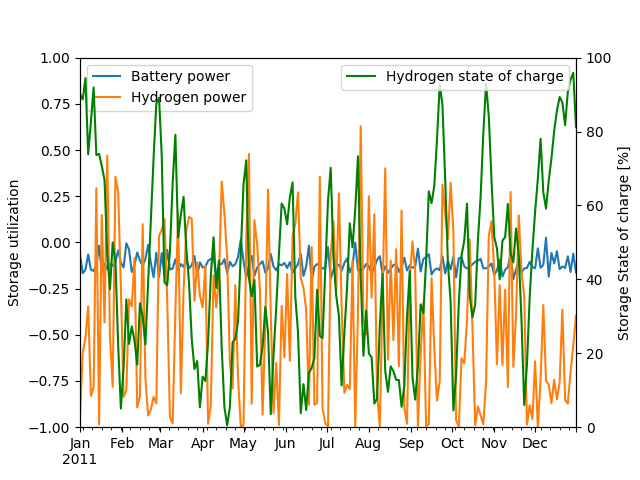 1.00
0.75
0.50
0.25
0.00
−0.25
−0.50
−0.75
−1.00
Storage utilization
Battery power
Hydrogen power
Hydrogen state of charge
100
80
60
40
20
0
Storage State of charge [%]
Jan Feb Mar Apr May Jun Jul Aug Sep Oct Nov Dec
2011